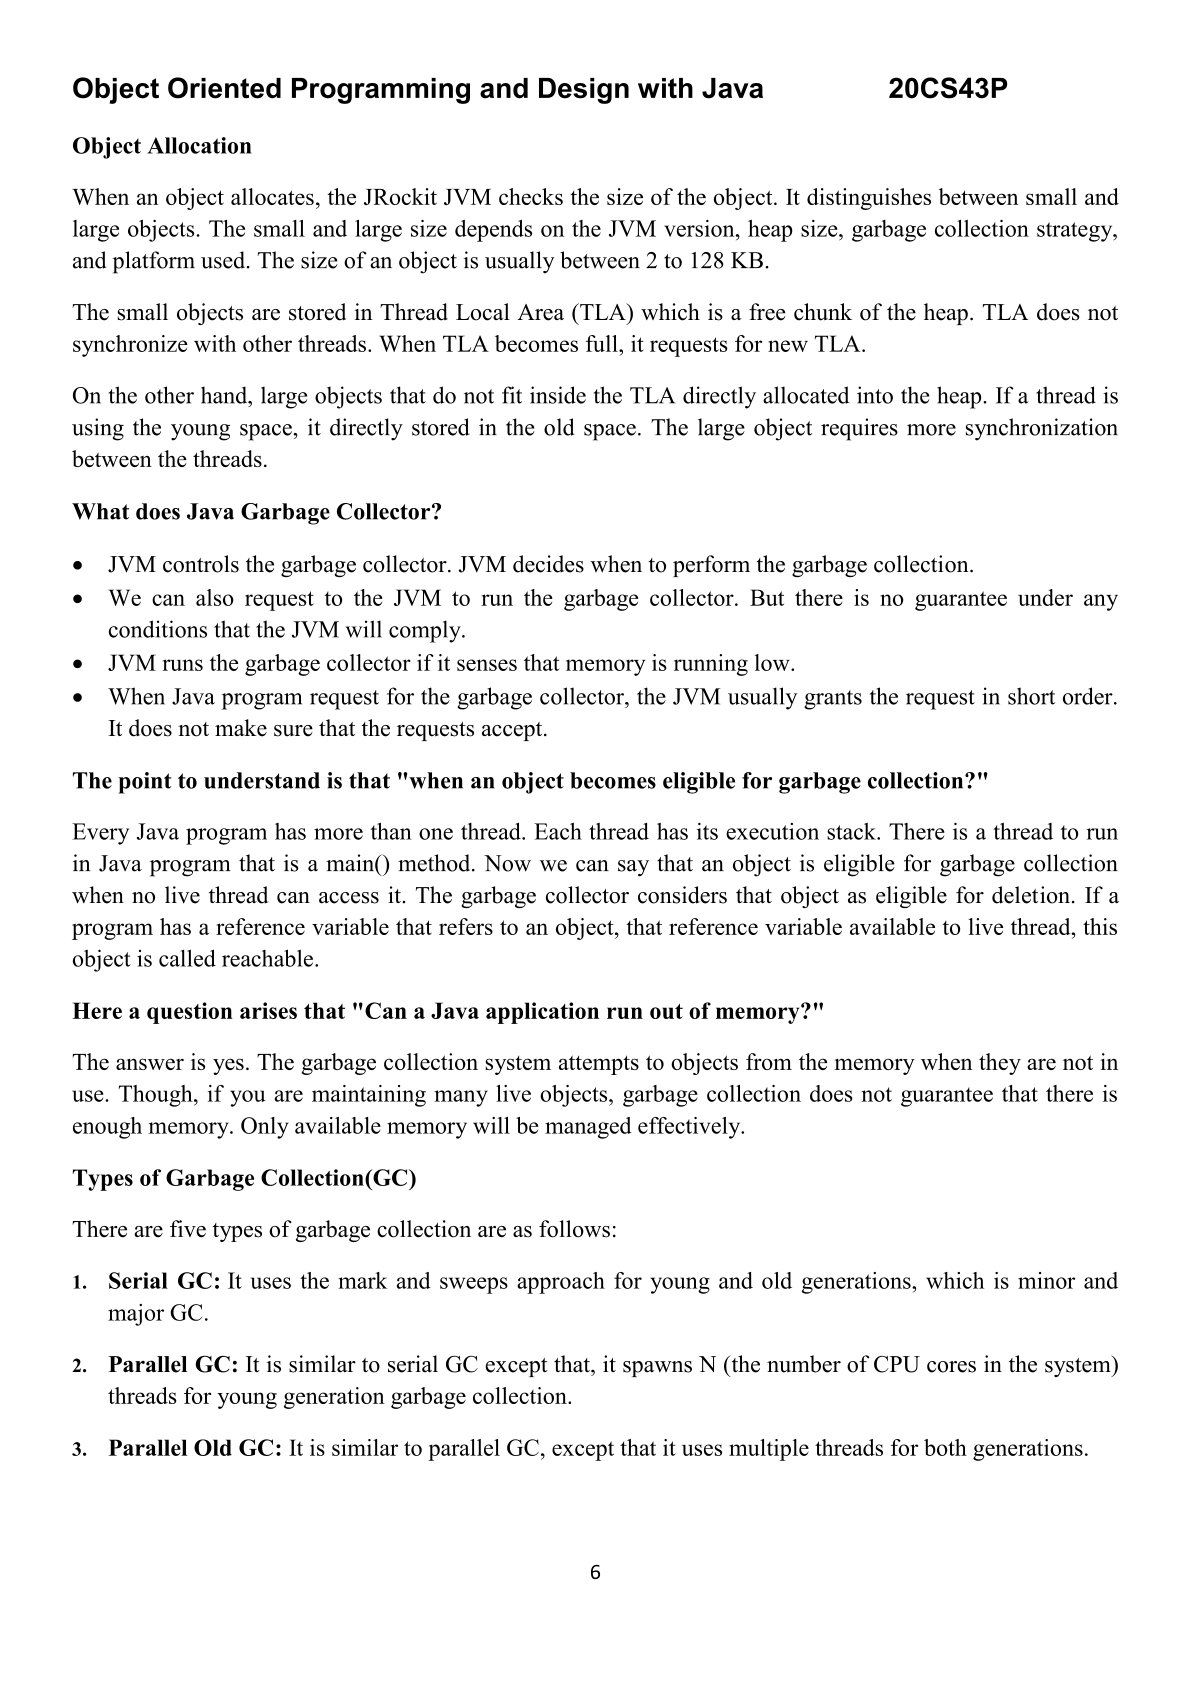 Object Oriented Programming and Design with Java 20CS43P
Object Allocation
When an object allocates, the JRockit JVM checks the size of the object. It distinguishes between small and
large objects. The small and large size depends on the JVM version, heap size, garbage collection strategy,
and platform used. The size of an object is usually between 2 to 128 KB.
The small objects are stored in Thread Local Area (TLA) which is a free chunk of the heap. TLA does not
synchronize with other threads. When TLA becomes full, it requests for new TLA.
On the other hand, large objects that do not fit inside the TLA directly allocated into the heap. If a thread is
using the young space, it directly stored in the old space. The large object requires more synchronization
between the threads.
What does Java Garbage Collector?
• JVM controls the garbage collector. JVM decides when to perform the garbage collection.
• We can also request to the JVM to run the garbage collector. But there is no guarantee under any
conditions that the JVM will comply.
• JVM runs the garbage collector if it senses that memory is running low.
• When Java program request for the garbage collector, the JVM usually grants the request in short order.
It does not make sure that the requests accept.
The point to understand is that "when an object becomes eligible for garbage collection?"
Every Java program has more than one thread. Each thread has its execution stack. There is a thread to run
in Java program that is a main() method. Now we can say that an object is eligible for garbage collection
when no live thread can access it. The garbage collector considers that object as eligible for deletion. If a
program has a reference variable that refers to an object, that reference variable available to live thread, this
object is called reachable.
Here a question arises that "Can a Java application run out of memory?"
The answer is yes. The garbage collection system attempts to objects from the memory when they are not in
use. Though, if you are maintaining many live objects, garbage collection does not guarantee that there is
enough memory. Only available memory will be managed effectively.
Types of Garbage Collection(GC)
There are five types of garbage collection are as follows:
1. Serial GC: It uses the mark and sweeps approach for young and old generations, which is minor and
major GC.
2. Parallel GC: It is similar to serial GC except that, it spawns N (the number of CPU cores in the system)
threads for young generation garbage collection.
3. Parallel Old GC: It is similar to parallel GC, except that it uses multiple threads for both generations.
6